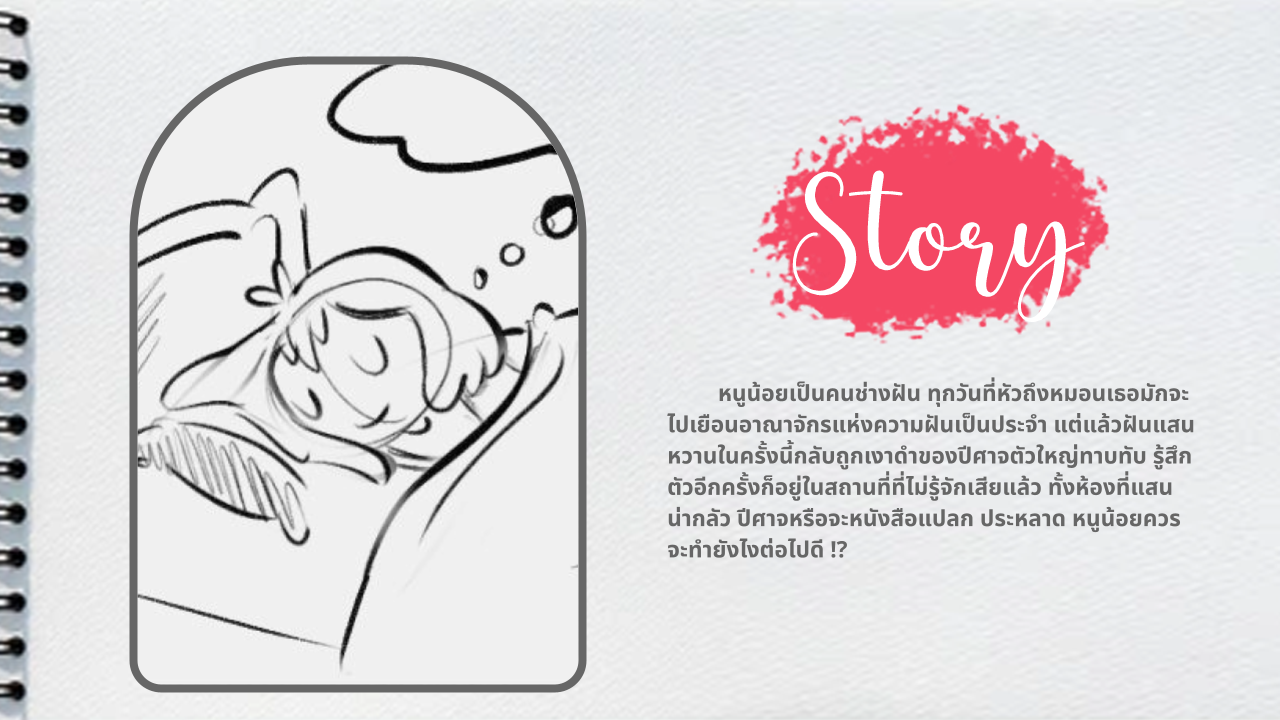 Story
หนูน้อยเป็นคนช่างฝัน ทุกวันที่หัวถึงหมอนเธอมักจะ
ไปเยือนอาณาจักรแห่งความฝันเป็นประจำ แต่แล้วฝันแสน
หวานในครั้งนี้กลับถูกเงาดำของปีศาจตัวใหญ่ทาบทับ รู้สึก
ตัวอีกครั้งก็อยู่ในสถานที่ที่ไม่รู้จักเสียแล้ว ทั้งห้องที่แสน
น่ากลัว ปีศาจหรือจะหนังสือแปลก ประหลาด หนูน้อยควร
จะทำยังไงต่อไปดี !?